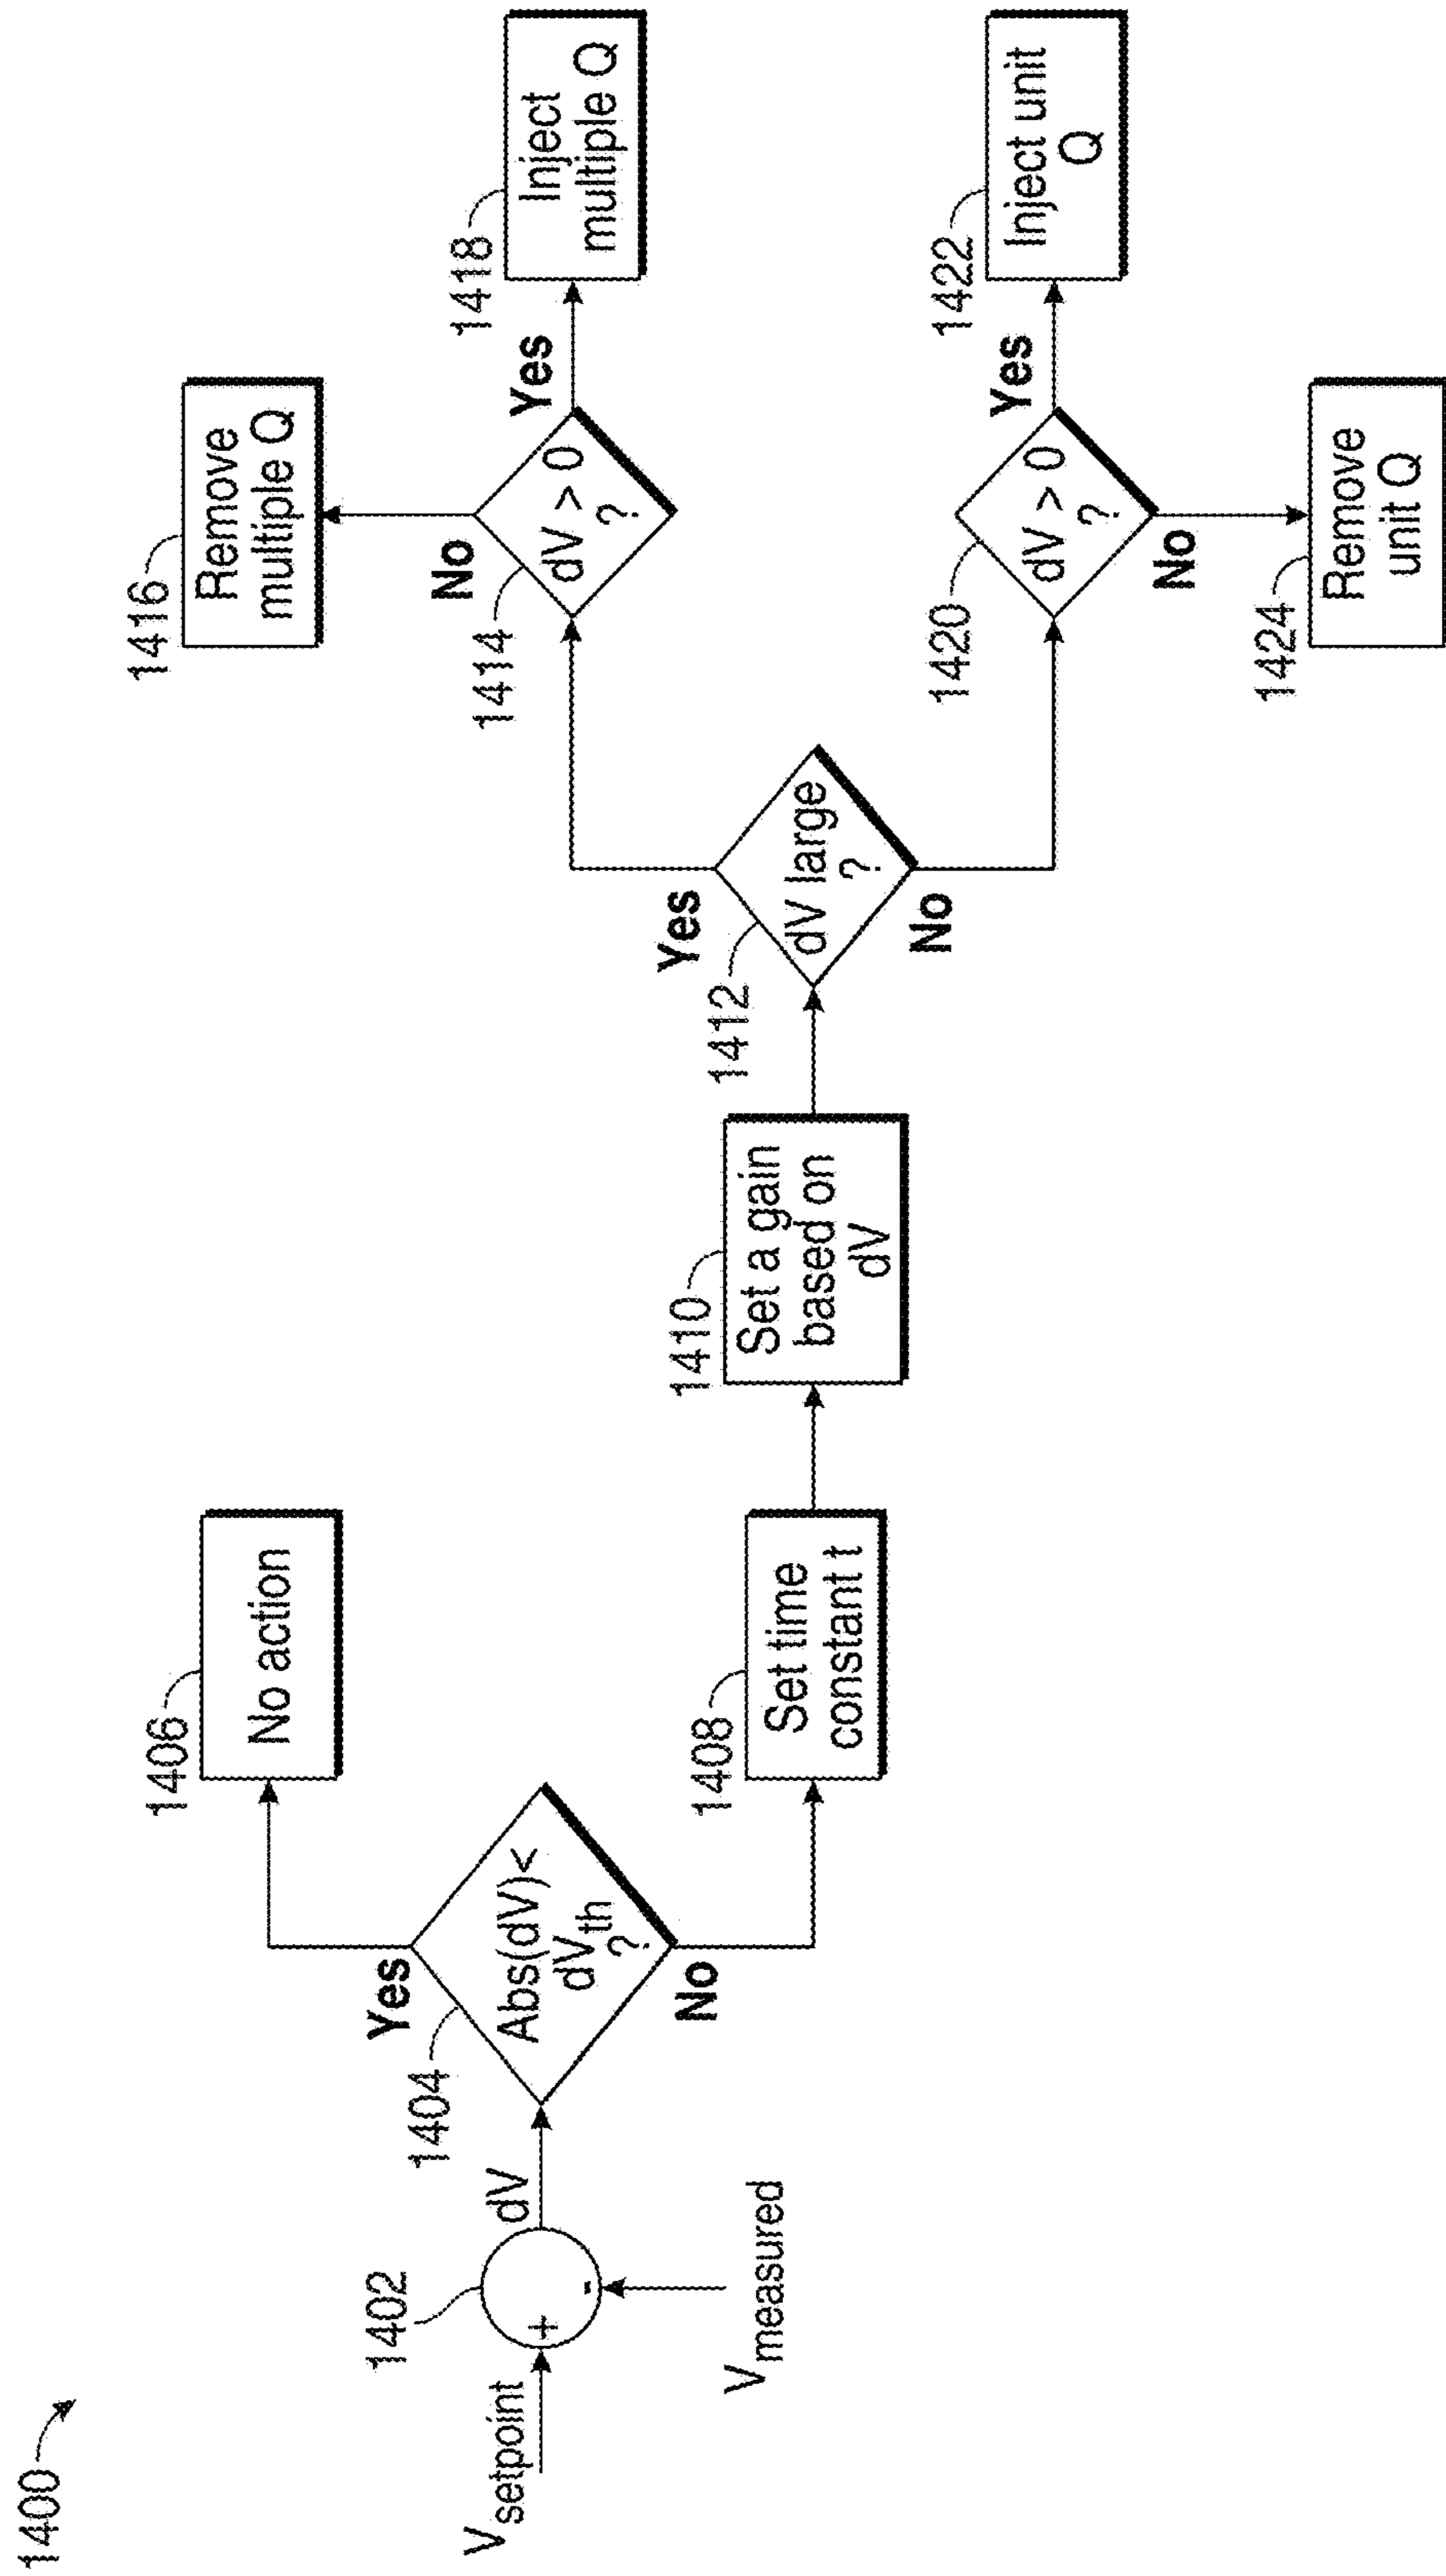 1400
V setpoint
+
-
V measured
1402
dV
1404
Abs(dV)<
dVth
?
Yes
No
1406
No action
1408
Set time
constant t
1410
Set a gain
based on
dV
1412
dV large
?
Yes
No
1414
dV > 0
?
No
Yes
1416
Remove
multiple Q
1418
Inject
multiple Q
1420
dV > 0
?
Yes
No
1422
Inject unit
Q
1424
Remove
unit Q